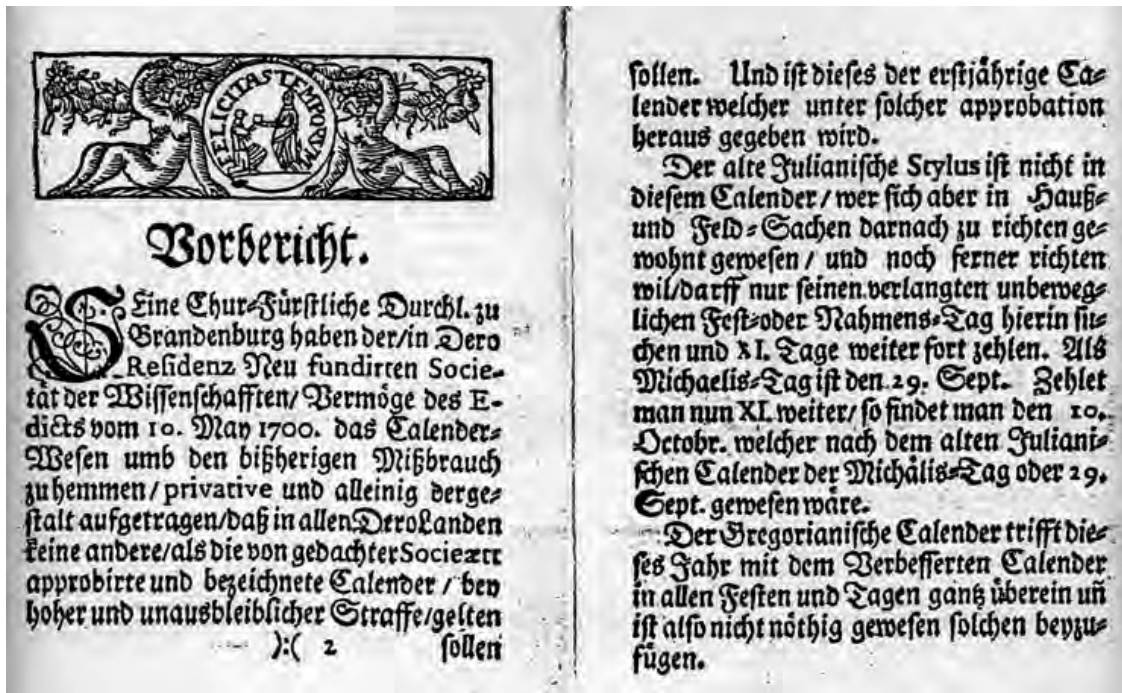 FELICITAS TEMPORUM
Vorbericht.
SEine Chur-Fürstliche Durchl. zu
Brandenburg haben der/in Dero
Residenz Neu fundirten Socie-
tät der Wissenschafften/ Vermöge des E-
dicts vom 10. May 1700. das Calender-
Wesen umb den bißherigen Mißbrauch
zu hemmen/ privative und alleinig derge-
stalt aufgetragen/daß in allen Dero Landen
keine andere/als die von gedachter Societæt
approbirte und bezeichnete Calender / bey
hoher und unausbleiblicher Straffe/gelten
):( 2 sollen
sollen. Und ist dieses der erstjährige Ca-
lender welcher unter solcher approbation
heraus gegeben wird.
Der alte Julianische Stylus ist nicht in
diesem Calender / wer sich aber in Hauß-
und Feld-Sachen darnach zu richten ge-
wohnt gewesen / und noch ferner richten
wil/darff nur seinen verlangten unbeweg-
lichen Fest-oder Nahmens-Tag hierin su-
chen und XI. Tage weiter fort zehlen. Als
Michaelis-Tag ist den 29. Sept. Zehlet
man nun XI. weiter/ so findet man den 10.
Octobr. welcher nach dem alten Juliani-
schen Calender der Michälis-Tag oder 29.
Sept. gewesen wäre.
Der Gregorianische Calender trifft die-
ses Jahr mit dem Verbesserten Calender
in allen Festen und Tagen gantz überein uñ
ist also nicht nöthig gewesen solchen beyzu-
fügen.